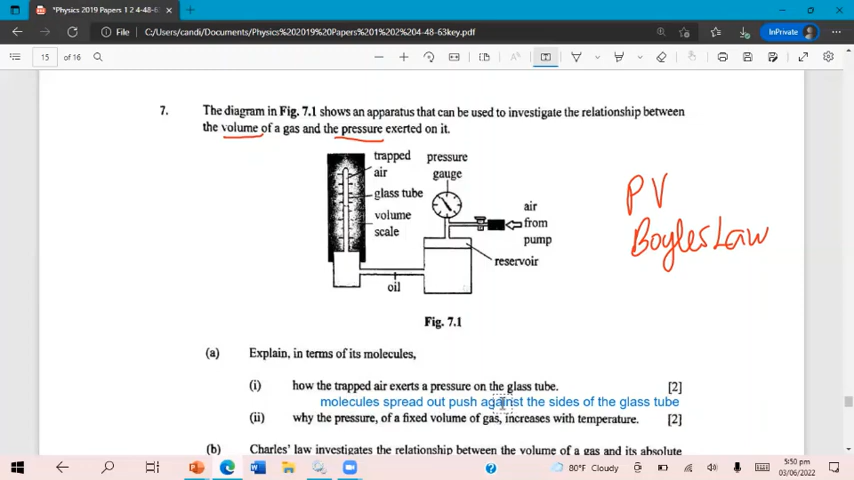 *Physics 2019 Papers 1 2 4-48-63
File
C:/Users/candi/Documents/Physics%202019%20Papers%201%202%204-48-63key.pdf
InPrivate
15 of 16
7. The diagram in Fig. 7.1 shows an apparatus that can be used to investigate the relationship between
the volume of a gas and the pressure exerted on it.
trapped
air
glass tube
volume
scale
pressure
gauge
air
from
pump
reservoir
oil
PV
Boyles Law
Fig. 7.1
(a) Explain, in terms of its molecules,
(i) how the trapped air exerts a pressure on the glass tube. [2]
molecules spread out push against the sides of the glass tube
(ii) why the pressure, of a fixed volume of gas, increases with temperature. [2]
(b) Charles' law investigates the relationship between the volume of a gas and its absolute
80°F Cloudy
5:50 pm
03/06/2022